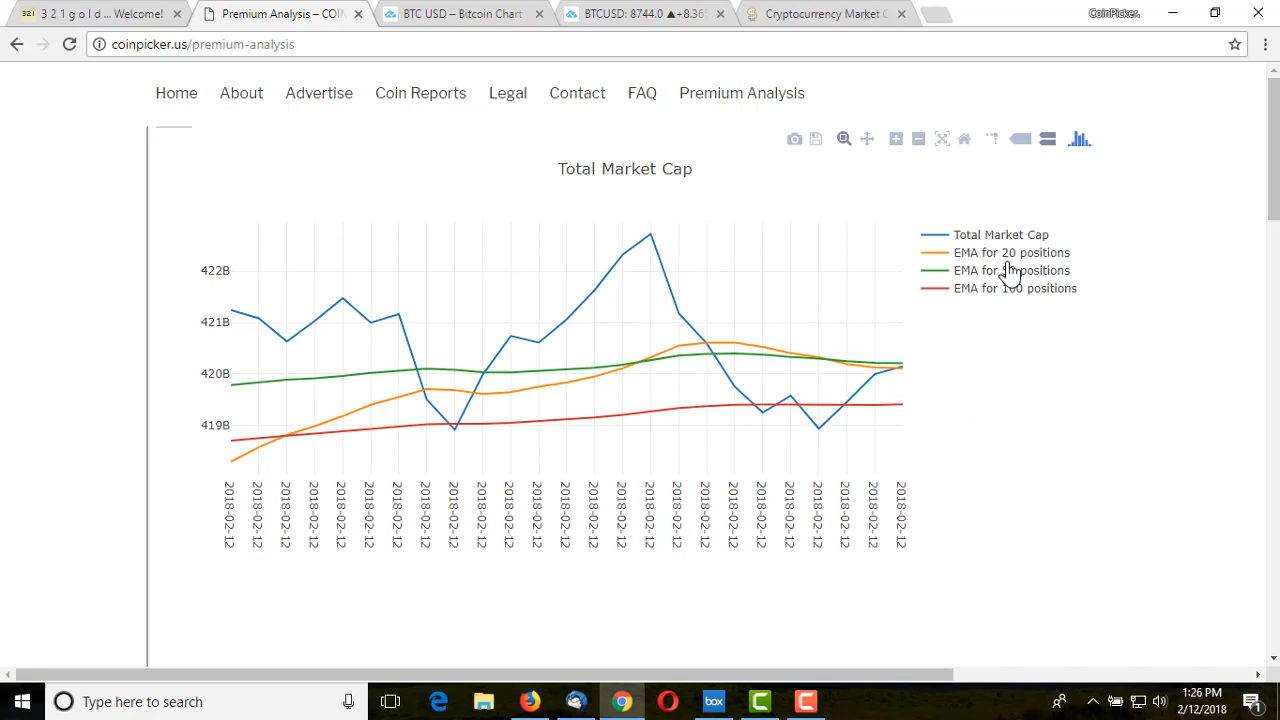 3 2 1 g o l d ... Welcome!
Premium Analysis – COIN
BTC USD – Bitcoin Chart
BTCUSD: 8744.0 ▲+8.36%
Cryptocurrency Market C
CoinPicker.
coinpicker.us/premium-analysis
Home About Advertise Coin Reports Legal Contact FAQ Premium Analysis
Total Market Cap
Total Market Cap
EMA for 20 positions
EMA for positions
EMA for 100 positions
422B
421B
420B
419B
2018-02-12 2018-02-12 2018-02-12 2018-02-12 2018-02-12 2018-02-12 2018-02-12 2018-02-12 2018-02-12 2018-02-12 2018-02-12 2018-02-12 2018-02-12 2018-02-12 2018-02-12 2018-02-12 2018-02-12 2018-02-12 2018-02-12 2018-02-12 2018-02-12 2018-02-12 2018-02-12 2018-02-12 2018-02-12
Type here to search
box
1:26 PM
2/12/2018
1